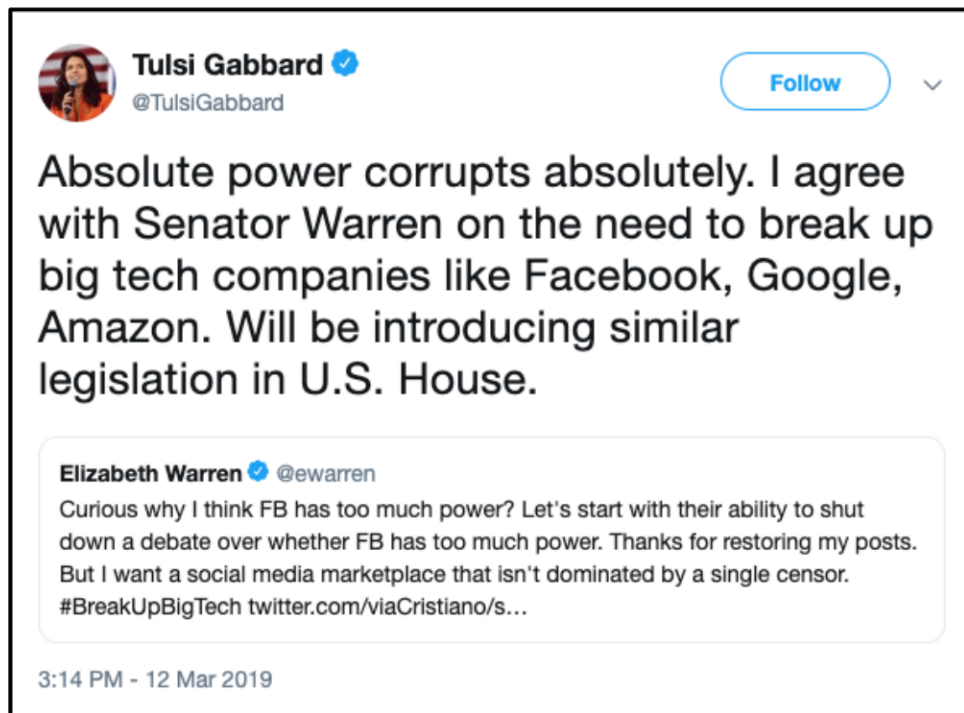 Tulsi Gabbard
@TulsiGabbard
Follow
Absolute power corrupts absolutely. I agree
with Senator Warren on the need to break up
big tech companies like Facebook, Google,
Amazon. Will be introducing similar
legislation in U.S. House.
Elizabeth Warren @ewarren
Curious why I think FB has too much power? Let's start with their ability to shut
down a debate over whether FB has too much power. Thanks for restoring my posts.
But I want a social media marketplace that isn't dominated by a single censor.
#BreakUpBigTech twitter.com/viaCristiano/s...
3:14 PM - 12 Mar 2019